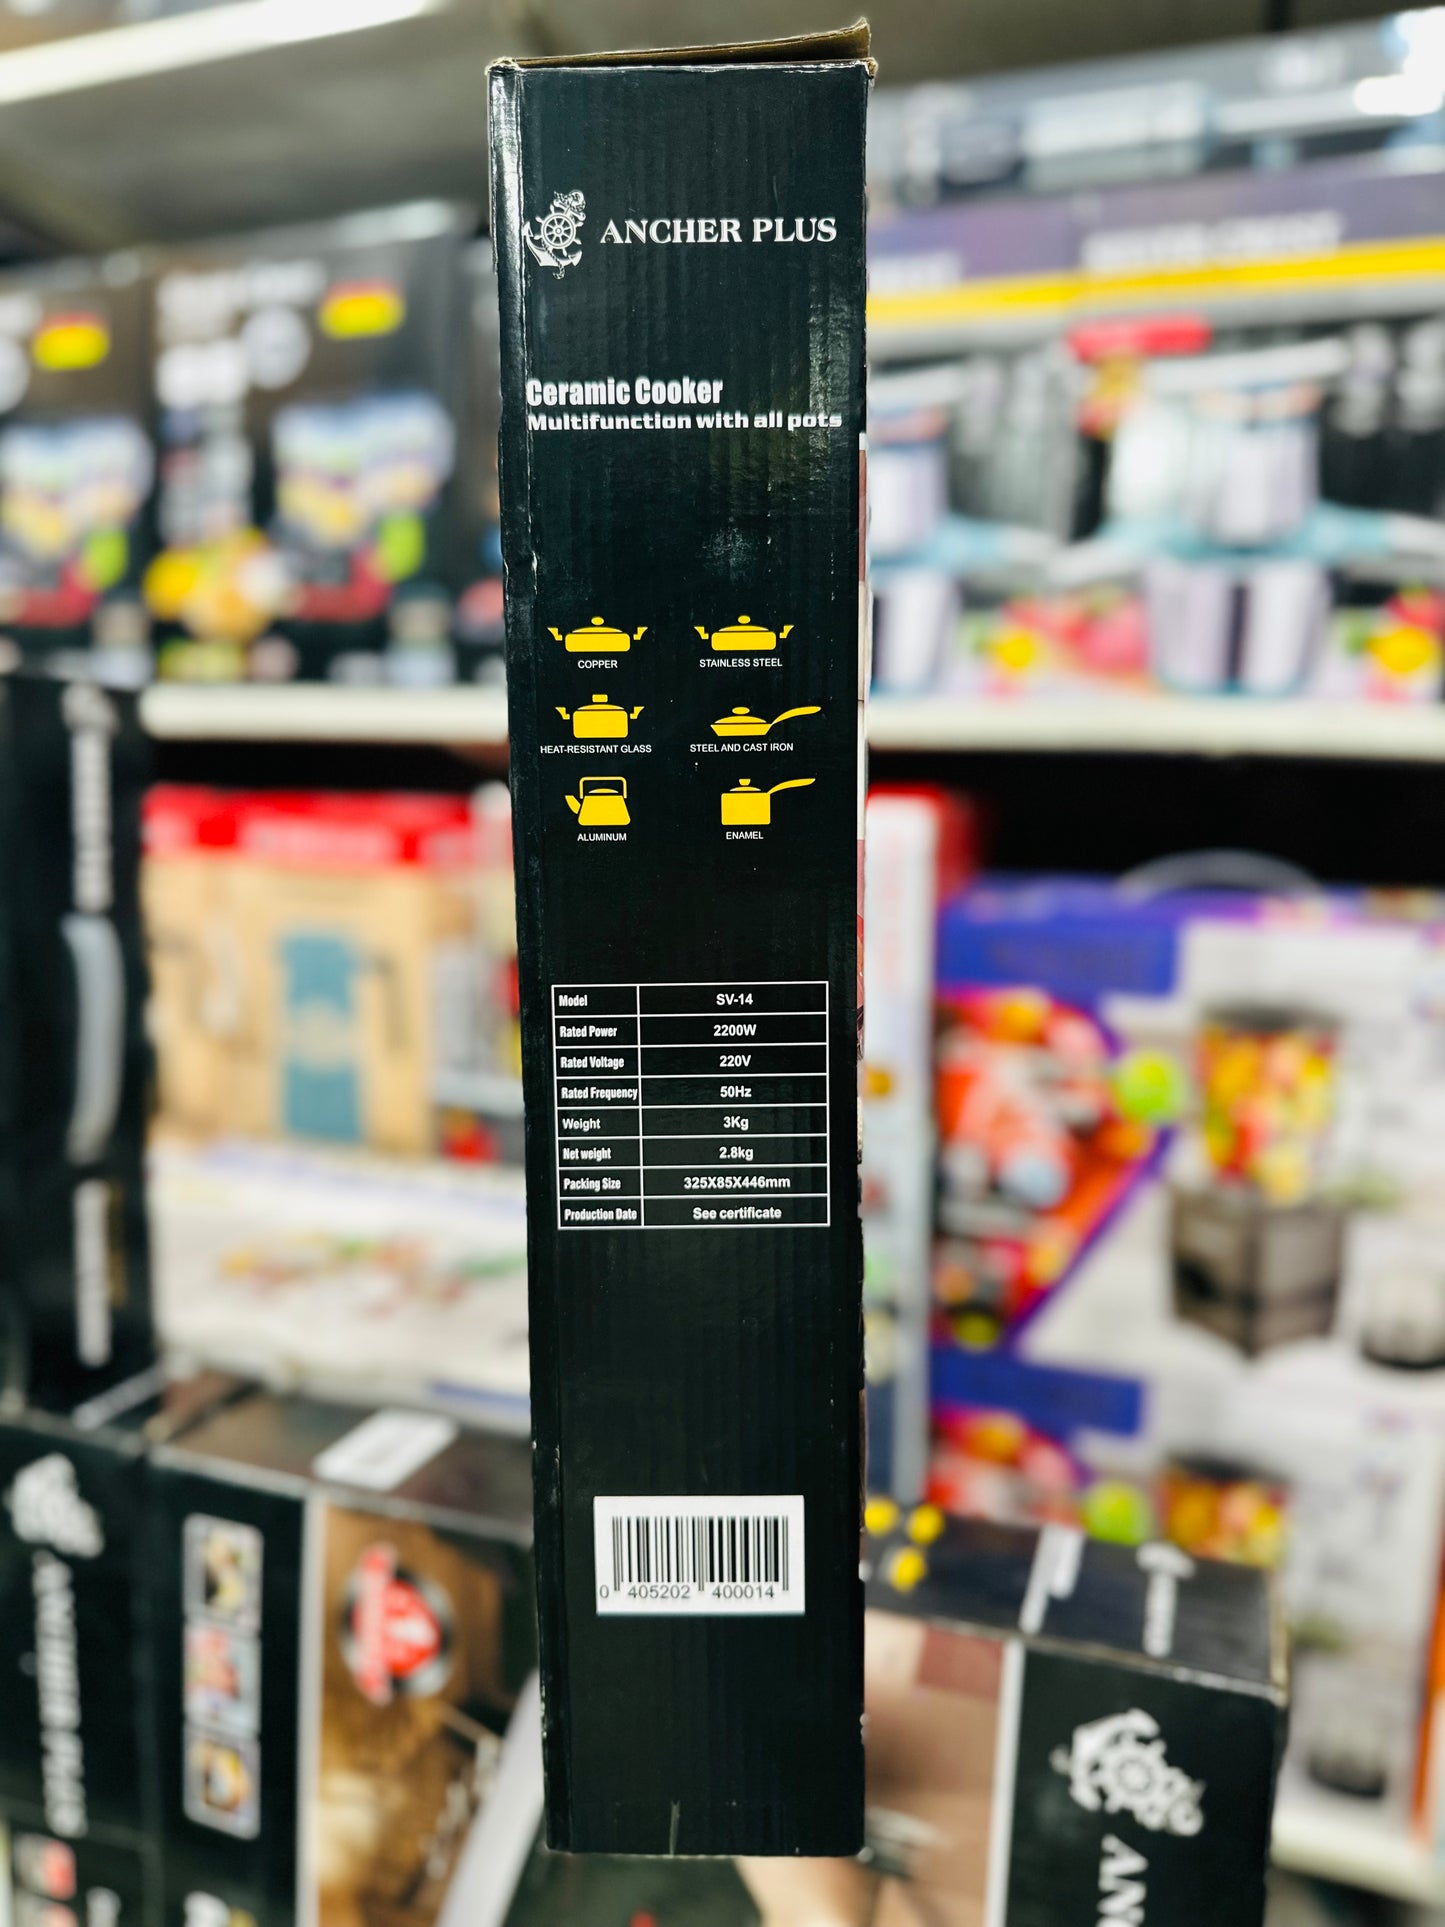 ANCHER PLUS
Ceramic Cooker
Multifunction with all pots
COPPER
STAINLESS STEEL
HEAT-RESISTANT GLASS
STEEL AND CAST IRON
ALUMINUM
ENAMEL
Model SV-14
Rated Power 2200W
Rated Voltage 220V
Rated Frequency 50Hz
Weight 3Kg
Net weight 2.8kg
Packing Size 325X85X446mm
Production Date See certificate
0 405202 400014
ANCHER PLUS